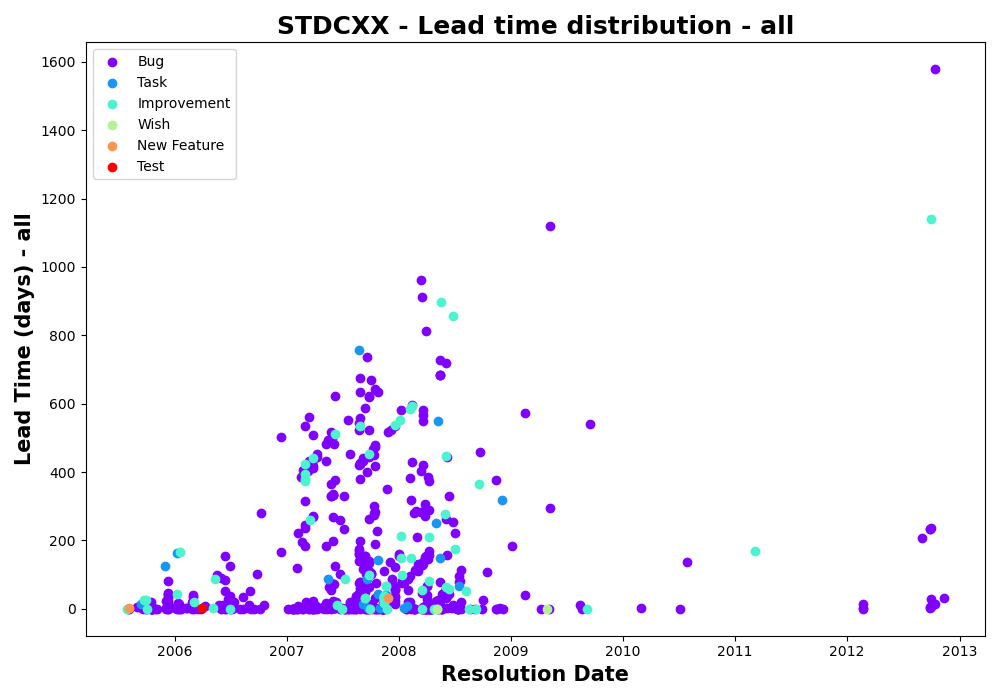 STDCXX - Lead time distribution - all
Bug
Task
Improvement
Wish
New Feature
Test
Lead Time (days) - all
1600
1400
1200
1000
800
600
400
200
0
2006 2007 2008 2009 2010 2011 2012 2013
Resolution Date